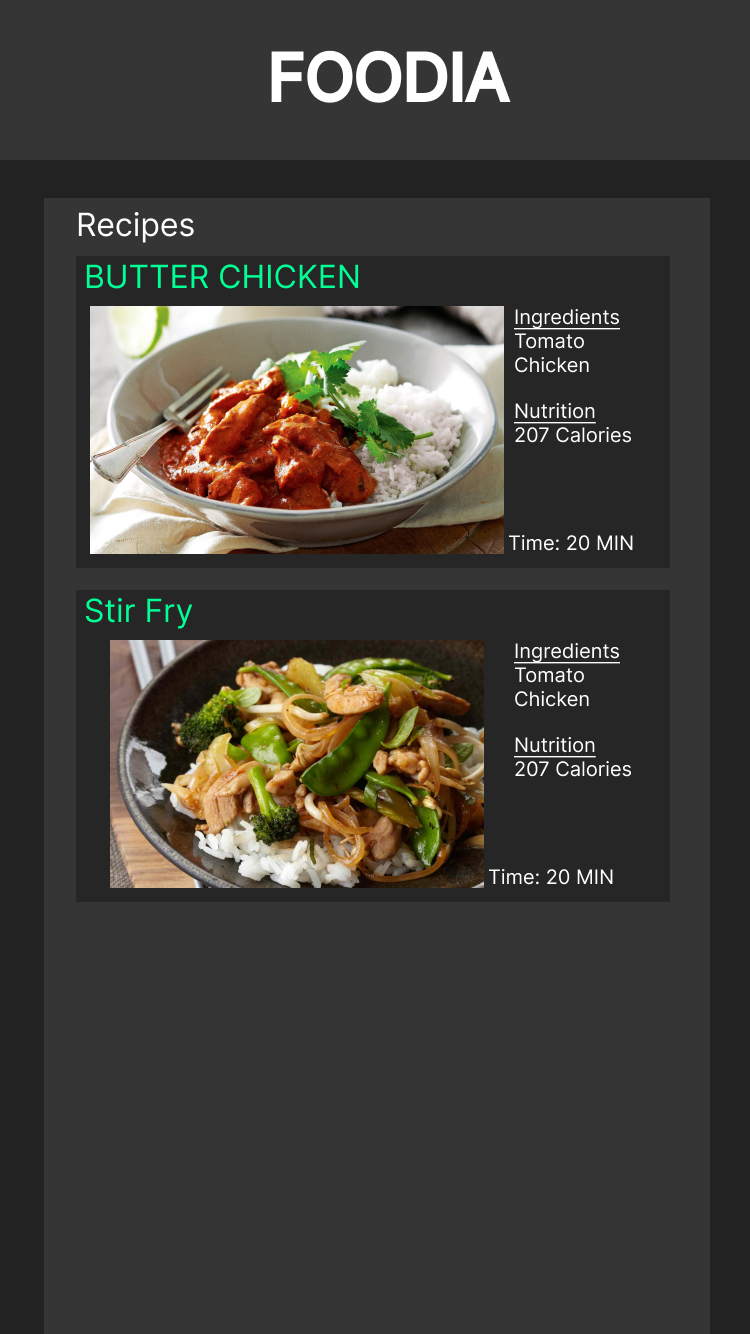 FOODIA
Recipes
BUTTER CHICKEN
Ingredients
Tomato
Chicken
Nutrition
207 Calories
Time: 20 MIN
Stir Fry
Ingredients
Tomato
Chicken
Nutrition
207 Calories
Time: 20 MIN